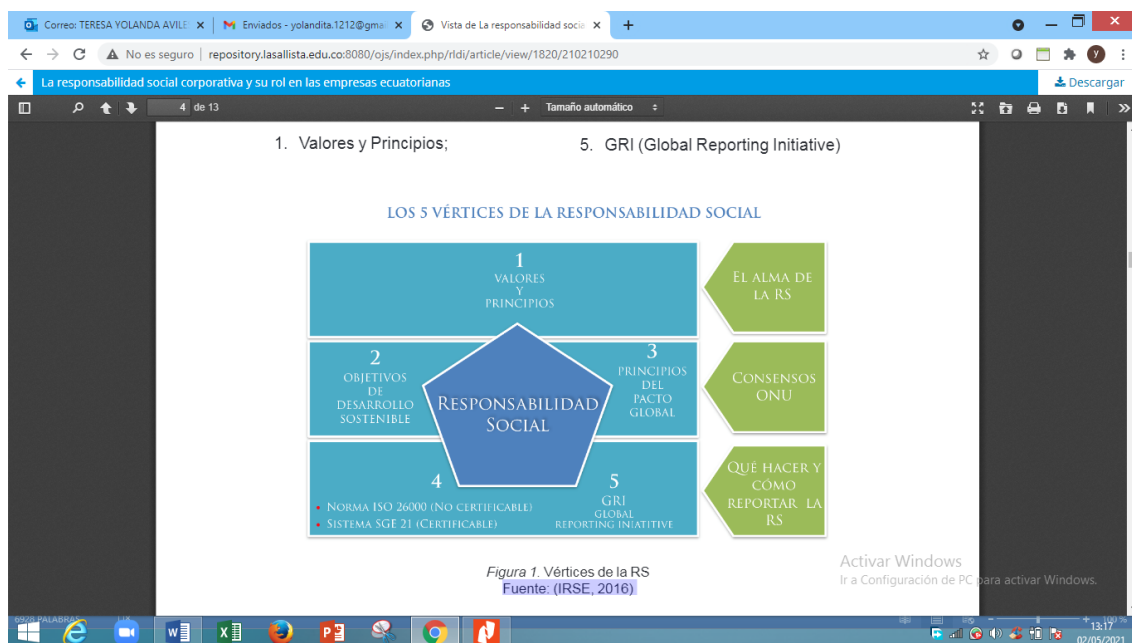 Correo: TERESA YOLANDA AVILE
Enviados - yolandita.1212@gma
Vista de La responsabilidad socia
No es seguro | repository.lasallista.edu.co:8080/ojs/index.php/rldi/article/view/1820/210210290
y
La responsabilidad social corporativa y su rol en las empresas ecuatorianas
Descargar
4 de 13
Tamaño automático
1. Valores y Principios;
5. GRI (Global Reporting Initiative)
LOS 5 VÉRTICES DE LA RESPONSABILIDAD SOCIAL
1
VALORES
Y
PRINCIPIOS
EL ALMA DE
LA RS
2
OBJETIVOS
DE
DESARROLLO
SOSTENIBLE
RESPONSABILIDAD
SOCIAL
3
PRINCIPIOS
DEL
PACTO
GLOBAL
CONSENSOS
ONU
4
• NORMA ISO 26000 (NO CERTIFICABLE)
• SISTEMA SGE 21 (CERTIFICABLE)
5
GRI
GLOBAL
REPORTING INIATITIVE
QUÉ HACER Y
CÓMO
REPORTAR LA
RS
Figura 1. Vértices de la RS
Fuente: (IRSE, 2016)
Activar Windows
Ir a Configuración de PC para activar Windows.
6928 PALABRAS
100 %
13:17
02/05/2021